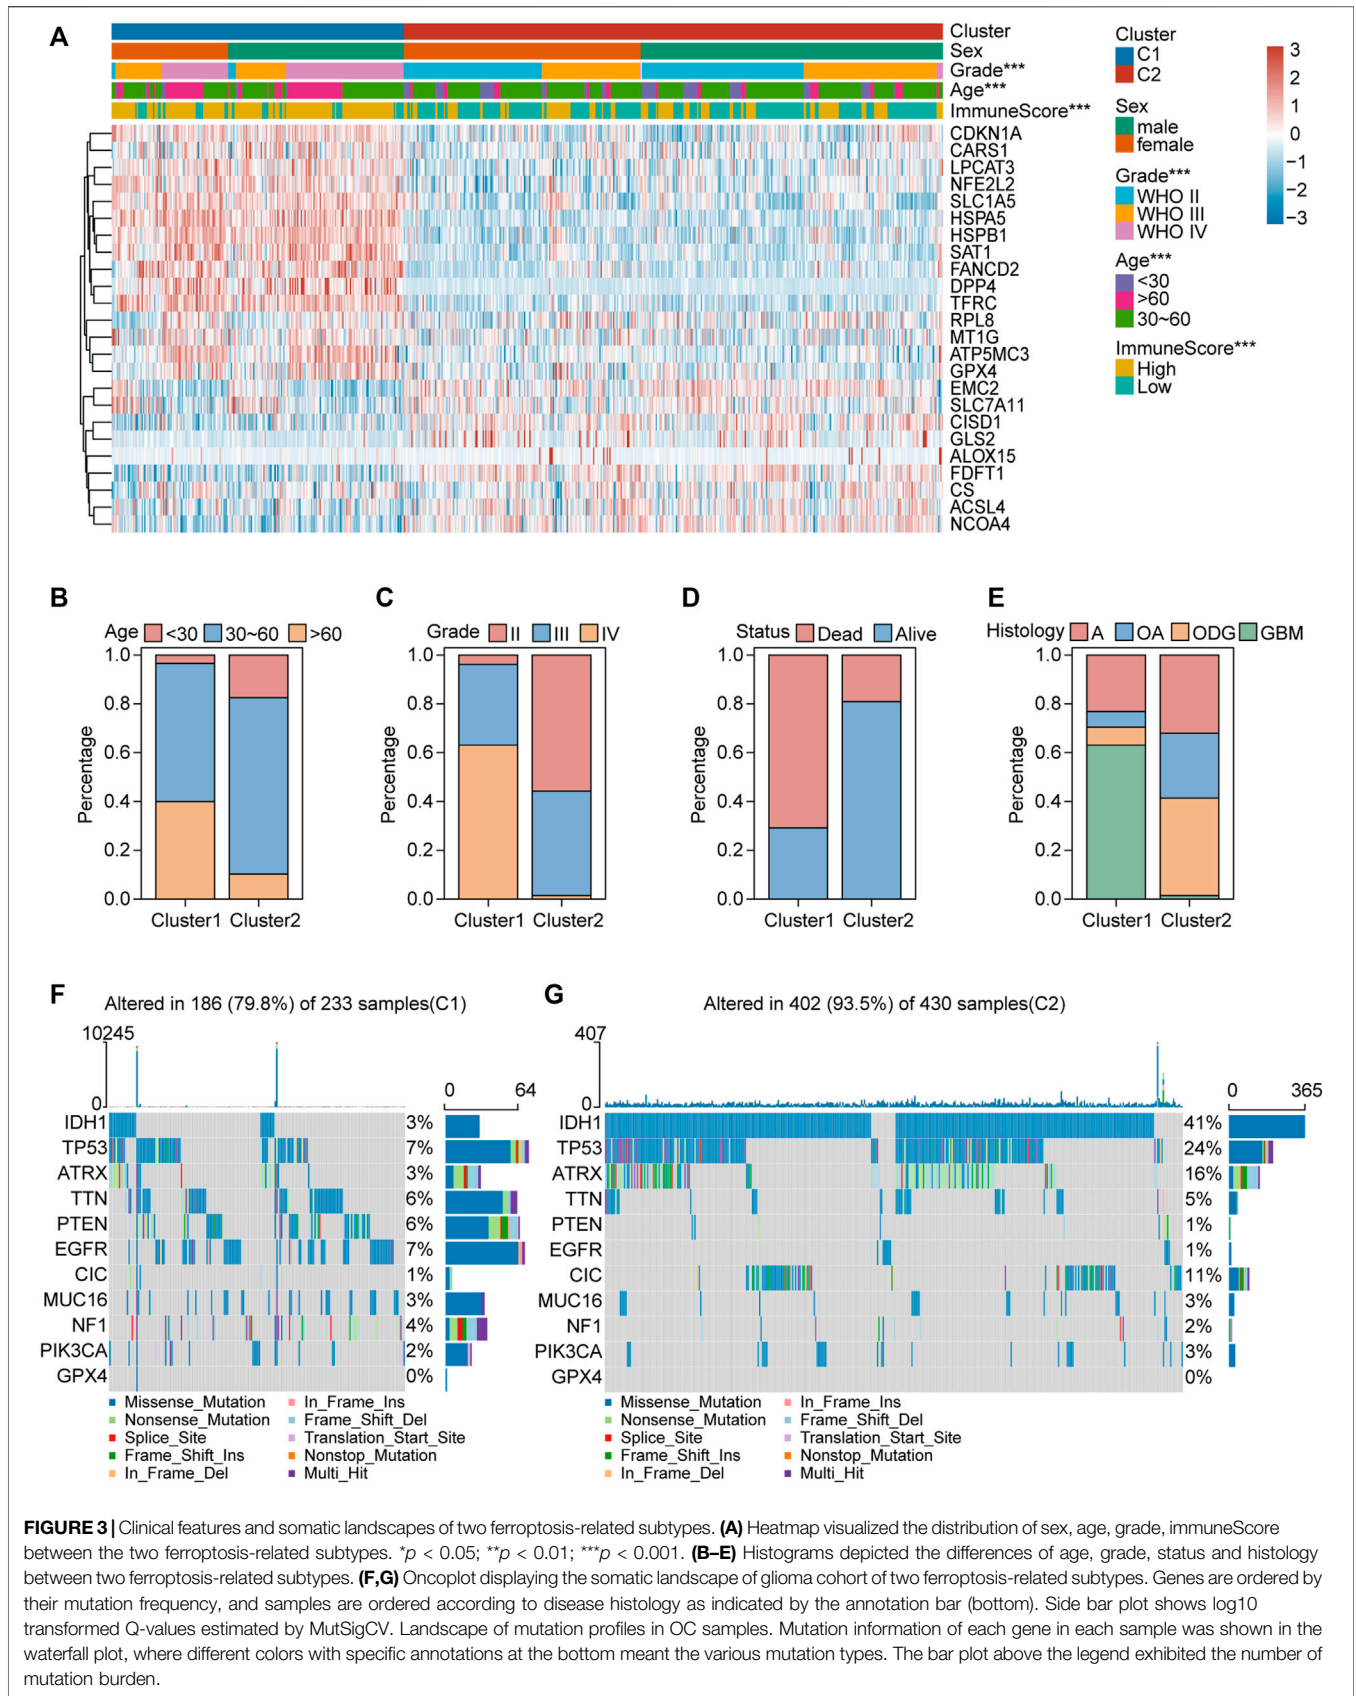 A
Cluster
Sex
Grade***
Age***
ImmuneScore***
CDKN1A
CARS1
LPCAT3
NFE2L2
SLC1A5
HSPA5
HSPB1
SAT1
FANCD2
DPP4
TFRC
RPL8
MT1G
ATP5MC3
GPX4
EMC2
SLC7A11
CISD1
GLS2
ALOX15
FDFT1
CS
ACSL4
NCOA4
Cluster
C1
C2
Sex
male
female
Grade***
WHO II
WHO III
WHO IV
Age***
<30
>60
30~60
ImmuneScore***
High
Low
3
2
1
0
−1
−2
−3
B
Age <30 30~60 >60
Percentage
1.0
0.8
0.6
0.4
0.2
0.0
Cluster1 Cluster2
C
Grade II III IV
Percentage
1.0
0.8
0.6
0.4
0.2
0.0
Cluster1 Cluster2
D
Status Dead Alive
Percentage
1.0
0.8
0.6
0.4
0.2
0.0
Cluster1 Cluster2
E
Histology A OA ODG GBM
Percentage
1.0
0.8
0.6
0.4
0.2
0.0
Cluster1 Cluster2
F
Altered in 186 (79.8%) of 233 samples(C1)
10245
0
0 64
IDH1 3%
TP53 7%
ATRX 3%
TTN 6%
PTEN 6%
EGFR 7%
CIC 1%
MUC16 3%
NF1 4%
PIK3CA 2%
GPX4 0%
Missense_Mutation In_Frame_Ins
Nonsense_Mutation Frame_Shift_Del
Splice_Site Translation_Start_Site
Frame_Shift_Ins Nonstop_Mutation
In_Frame_Del Multi_Hit
G
Altered in 402 (93.5%) of 430 samples(C2)
407
0
0 365
IDH1 41%
TP53 24%
ATRX 16%
TTN 5%
PTEN 1%
EGFR 1%
CIC 11%
MUC16 3%
NF1 2%
PIK3CA 3%
GPX4 0%
Missense_Mutation In_Frame_Ins
Nonsense_Mutation Frame_Shift_Del
Splice_Site Translation_Start_Site
Frame_Shift_Ins Nonstop_Mutation
In_Frame_Del Multi_Hit
FIGURE 3 | Clinical features and somatic landscapes of two ferroptosis-related subtypes. (A) Heatmap visualized the distribution of sex, age, grade, immuneScore
between the two ferroptosis-related subtypes. *p < 0.05; **p < 0.01; ***p < 0.001. (B–E) Histograms depicted the differences of age, grade, status and histology
between two ferroptosis-related subtypes. (F,G) Oncoplot displaying the somatic landscape of glioma cohort of two ferroptosis-related subtypes. Genes are ordered by
their mutation frequency, and samples are ordered according to disease histology as indicated by the annotation bar (bottom). Side bar plot shows log10
transformed Q-values estimated by MutSigCV. Landscape of mutation profiles in OC samples. Mutation information of each gene in each sample was shown in the
waterfall plot, where different colors with specific annotations at the bottom meant the various mutation types. The bar plot above the legend exhibited the number of
mutation burden.